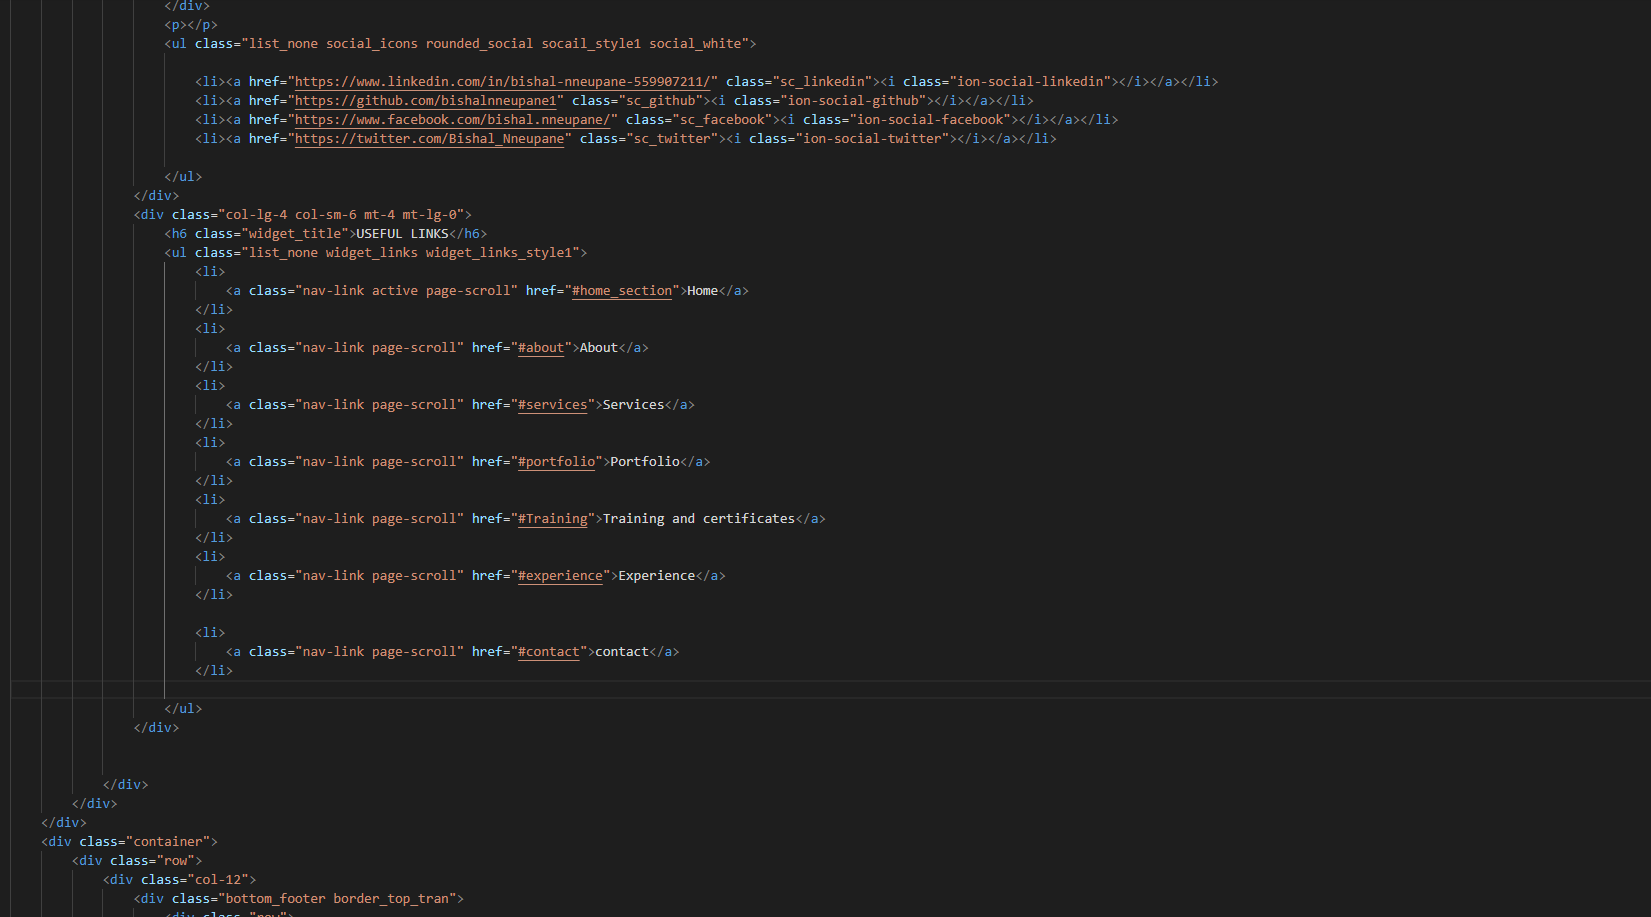 </div>
<p></p>
<ul class="list_none social_icons rounded_social socail_style1 social_white">
<li><a href="https://www.linkedin.com/in/bishal-nneupane-559907211/" class="sc_linkedin"><i class="ion-social-linkedin"></i></a></li>
<li><a href="https://github.com/bishalnneupane1" class="sc_github"><i class="ion-social-github"></i></a></li>
<li><a href="https://www.facebook.com/bishal.nneupane/" class="sc_facebook"><i class="ion-social-facebook"></i></a></li>
<li><a href="https://twitter.com/Bishal_Nneupane" class="sc_twitter"><i class="ion-social-twitter"></i></a></li>
</ul>
</div>
<div class="col-lg-4 col-sm-6 mt-4 mt-lg-0">
<h6 class="widget_title">USEFUL LINKS</h6>
<ul class="list_none widget_links widget_links_style1">
<li>
<a class="nav-link active page-scroll" href="#home_section">Home</a>
</li>
<li>
<a class="nav-link page-scroll" href="#about">About</a>
</li>
<li>
<a class="nav-link page-scroll" href="#services">Services</a>
</li>
<li>
<a class="nav-link page-scroll" href="#portfolio">Portfolio</a>
</li>
<li>
<a class="nav-link page-scroll" href="#Training">Training and certificates</a>
</li>
<li>
<a class="nav-link page-scroll" href="#experience">Experience</a>
</li>
<li>
<a class="nav-link page-scroll" href="#contact">contact</a>
</li>
</ul>
</div>
</div>
</div>
</div>
<div class="container">
<div class="row">
<div class="col-12">
<div class="bottom_footer border_top_tran">
<div class="row">